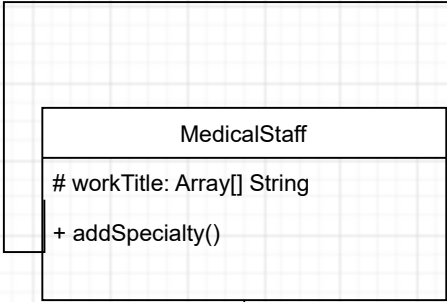 MedicalStaff
# workTitle: Array[] String
+ addSpecialty()